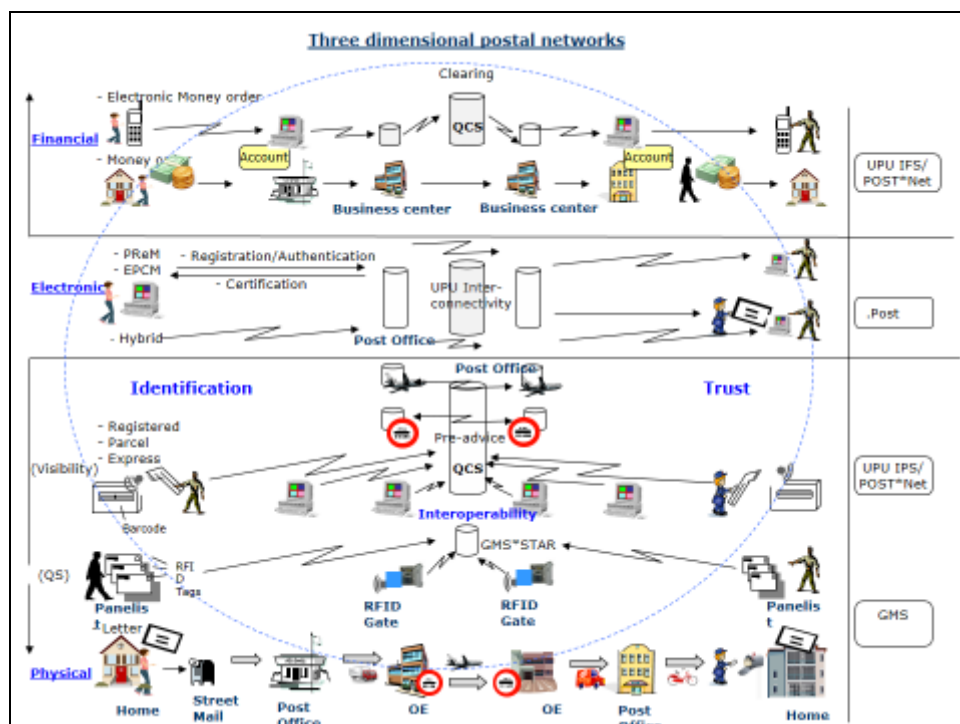 Three dimensional postal networks
Clearing
- Electronic Money order
QCS
Financial
Account
Account
- Money order
UPU IFS/
POST*Net
Business center
Business center
- PReM
- EPCM
- Registration/Authentication
- Certification
Electronic
UPU Inter-
connectivity
.Post
- Hybrid
Post Office
Post Office
Identification
Trust
- Registered
- Parcel
- Express
Pre-advice
(Visibility)
QCS
UPU IPS/
POST*Net
Interoperability
Barcode
GMS*STAR
(QS)
RFI
D
Tags
RFID
Gate
RFID
Gate
Panelis
t
Panelis
t
GMS
Letter
Physical
Home
Street
Mail
Post
Office
OE
OE
Post
Office
Home